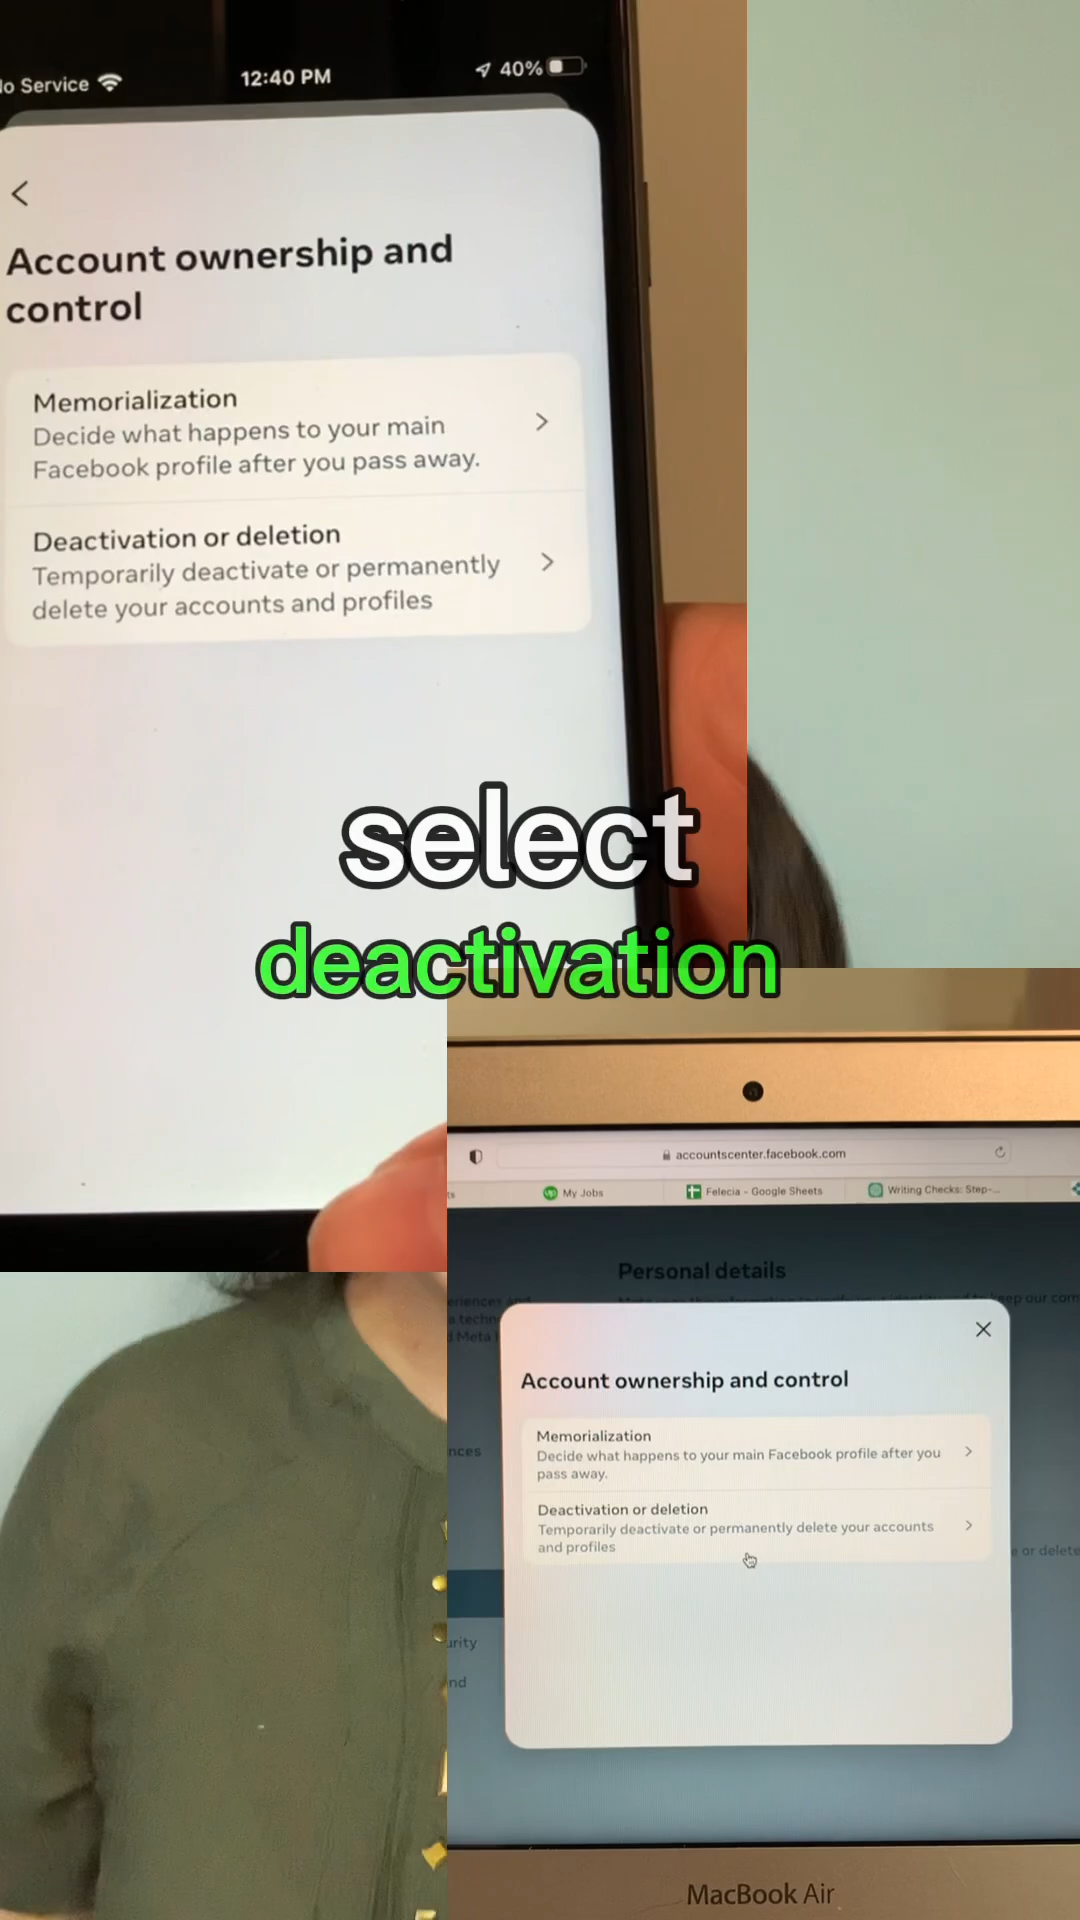 No Service
12:40 PM
40%
Account ownership and
control
Memorialization
Decide what happens to your main
Facebook profile after you pass away.
Deactivation or deletion
Temporarily deactivate or permanently
delete your accounts and profiles
select
deactivation
accountscenter.facebook.com
My Jobs
Felecia - Google Sheets
Writing Checks: Step-...
Personal details
Account ownership and control
Memorialization
Decide what happens to your main Facebook profile after you
pass away.
Deactivation or deletion
Temporarily deactivate or permanently delete your accounts
and profiles
e or delete
MacBook Air